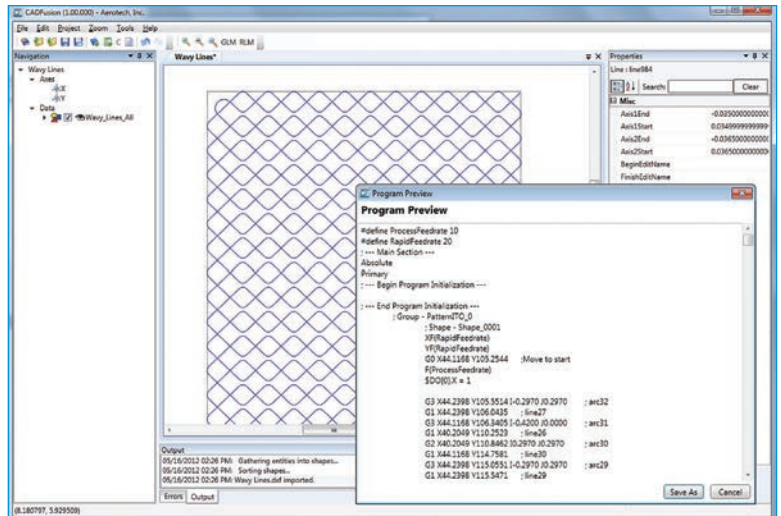 CADFusion (1.00.000) - Aerotech, Inc.
File Edit Project Zoom Tools Help
GLM RLM
Navigation
Wavy Lines
Axes
X
Y
Data
Wavy_Lines_All
Wavy Lines*
Properties
Line : line984
Search:
Clear
Misc
Axis1End -0.035000000000
Axis1Start 0.0349999999999
Axis2End -0.036500000000
Axis2Start 0.0365000000000
BeginEditName
FinishEditName
Program Preview
Program Preview
#define ProcessFeedrate 10
#define RapidFeedrate 20
; --- Main Section ---
Absolute
Primary
; --- Begin Program Initialization ---
; --- End Program Initialization ---
; Group - PatternITO_0
; Shape - Shape_0001
XF(RapidFeedrate)
YF(RapidFeedrate)
G0 X44.1168 Y105.2544 ;Move to start
F(ProcessFeedrate)
$DO[0].X = 1
G3 X44.2398 Y105.5514 I-0.2970 J0.2970 ; arc32
G1 X44.2398 Y106.0435 ; line27
G3 X44.1168 Y106.3405 I-0.4200 J0.0000 ; arc31
G1 X40.2049 Y110.2523 ; line26
G2 X40.2049 Y110.8462 I0.2970 J0.2970 ; arc30
G1 X44.1168 Y114.7581 ; line30
G3 X44.2398 Y115.0551 I-0.2970 J0.2970 ; arc29
G1 X44.2398 Y115.5471 ; line29
Save As Cancel
Output
05/16/2012 02:26 PM: Gathering entities into shapes...
05/16/2012 02:26 PM: Sorting shapes...
05/16/2012 02:26 PM: Wavy Lines.dxf imported.
Errors Output
(8.180797, 5.929509)